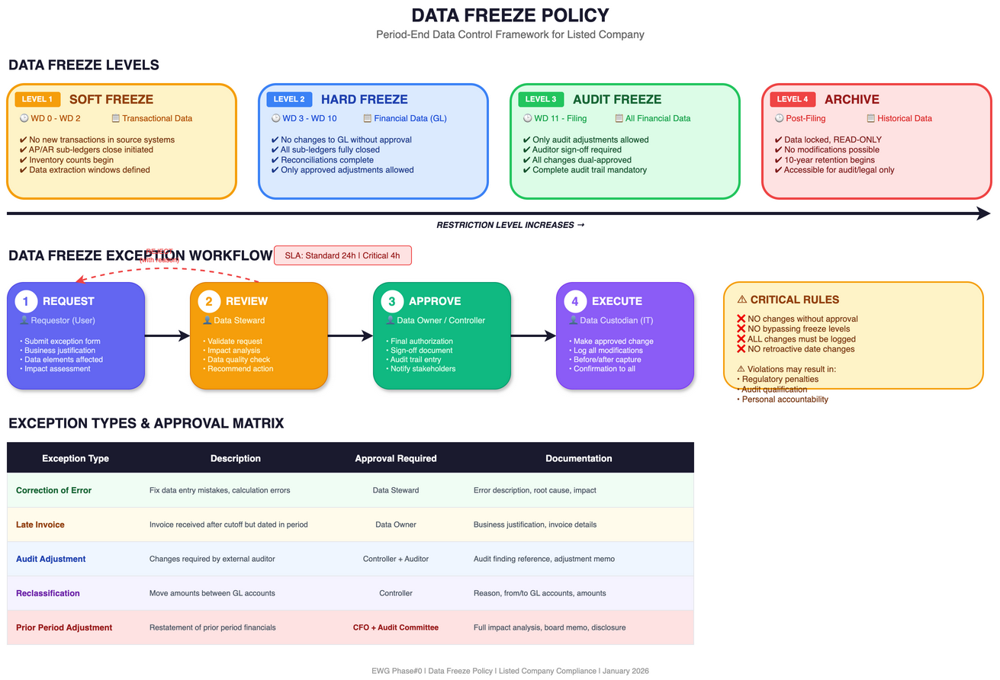 DATA FREEZE POLICY
Period-End Data Control Framework for Listed Company
DATA FREEZE LEVELS
LEVEL 1 SOFT FREEZE
WD 0 - WD 2 Transactional Data
✔ No new transactions in source systems
✔ AP/AR sub-ledgers close initiated
✔ Inventory counts begin
✔ Data extraction windows defined
LEVEL 2 HARD FREEZE
WD 3 - WD 10 Financial Data (GL)
✔ No changes to GL without approval
✔ All sub-ledgers fully closed
✔ Reconciliations complete
✔ Only approved adjustments allowed
LEVEL 3 AUDIT FREEZE
WD 11 - Filing All Financial Data
✔ Only audit adjustments allowed
✔ Auditor sign-off required
✔ All changes dual-approved
✔ Complete audit trail mandatory
LEVEL 4 ARCHIVE
Post-Filing Historical Data
✔ Data locked, READ-ONLY
✔ No modifications possible
✔ 10-year retention begins
✔ Accessible for audit/legal only
RESTRICTION LEVEL INCREASES →
DATA FREEZE EXCEPTION WORKFLOW
SLA: Standard 24h | Critical 4h
REJECT
(with reason)
1 REQUEST
Requestor (User)
• Submit exception form
• Business justification
• Data elements affected
• Impact assessment
2 REVIEW
Data Steward
• Validate request
• Impact analysis
• Data quality check
• Recommend action
3 APPROVE
Data Owner / Controller
• Final authorization
• Sign-off document
• Audit trail entry
• Notify stakeholders
4 EXECUTE
Data Custodian (IT)
• Make approved change
• Log all modifications
• Before/after capture
• Confirmation to all
⚠ CRITICAL RULES
❌ NO changes without approval
❌ NO bypassing freeze levels
❌ ALL changes must be logged
❌ NO retroactive date changes
⚠ Violations may result in:
• Regulatory penalties
• Audit qualification
• Personal accountability
EXCEPTION TYPES & APPROVAL MATRIX
Exception Type Description Approval Required Documentation
Correction of Error Fix data entry mistakes, calculation errors Data Steward Error description, root cause, impact
Late Invoice Invoice received after cutoff but dated in period Data Owner Business justification, invoice details
Audit Adjustment Changes required by external auditor Controller + Auditor Audit finding reference, adjustment memo
Reclassification Move amounts between GL accounts Controller Reason, from/to GL accounts, amounts
Prior Period Adjustment Restatement of prior period financials CFO + Audit Committee Full impact analysis, board memo, disclosure
EWG Phase#0 | Data Freeze Policy | Listed Company Compliance | January 2026